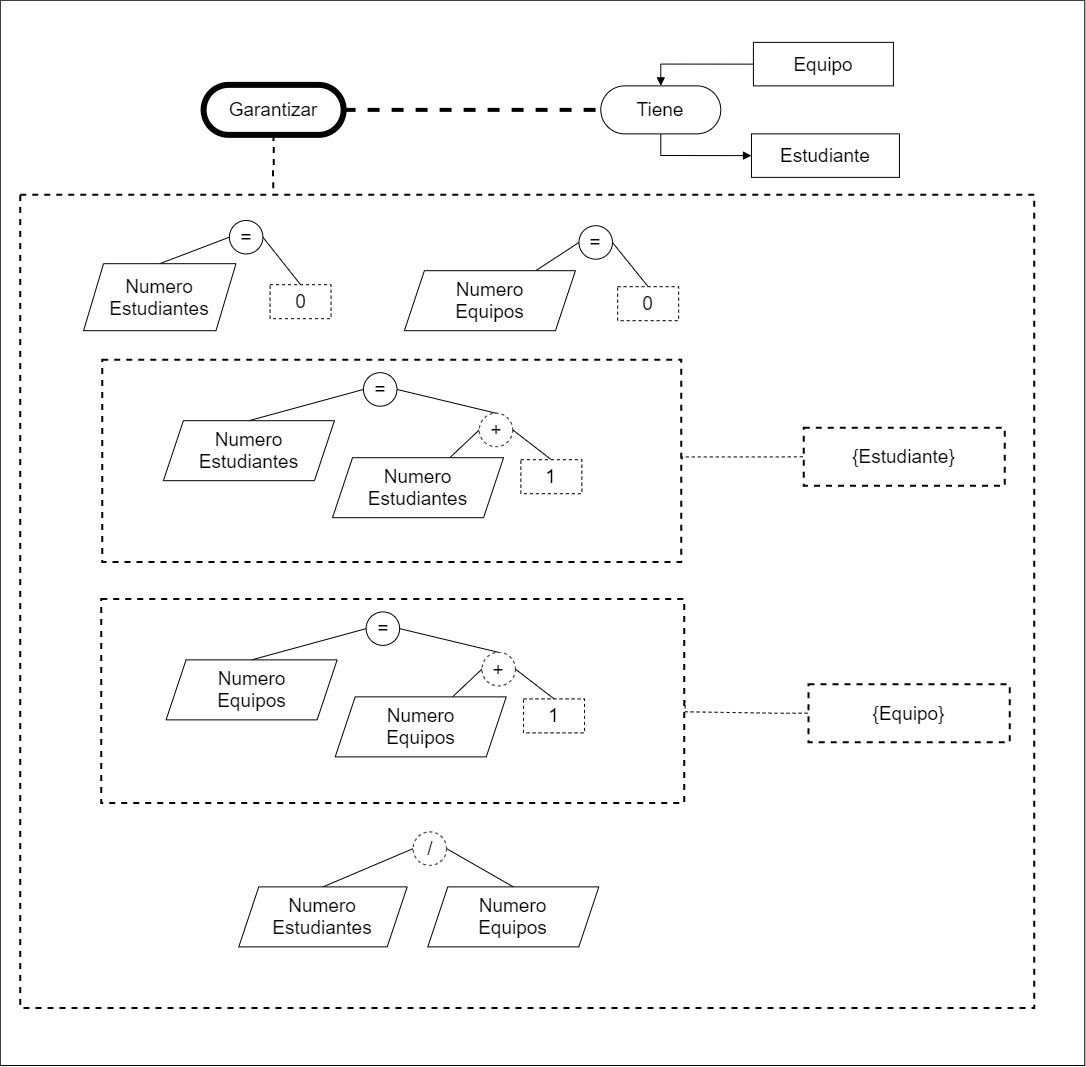 Equipo
Garantizar
Tiene
Estudiante
=
=
Numero
Estudiantes
0
Numero
Equipos
0
=
+
Numero
Estudiantes
Numero
Estudiantes
1
{Estudiante}
=
+
Numero
Equipos
Numero
Equipos
1
{Equipo}
/
Numero
Estudiantes
Numero
Equipos